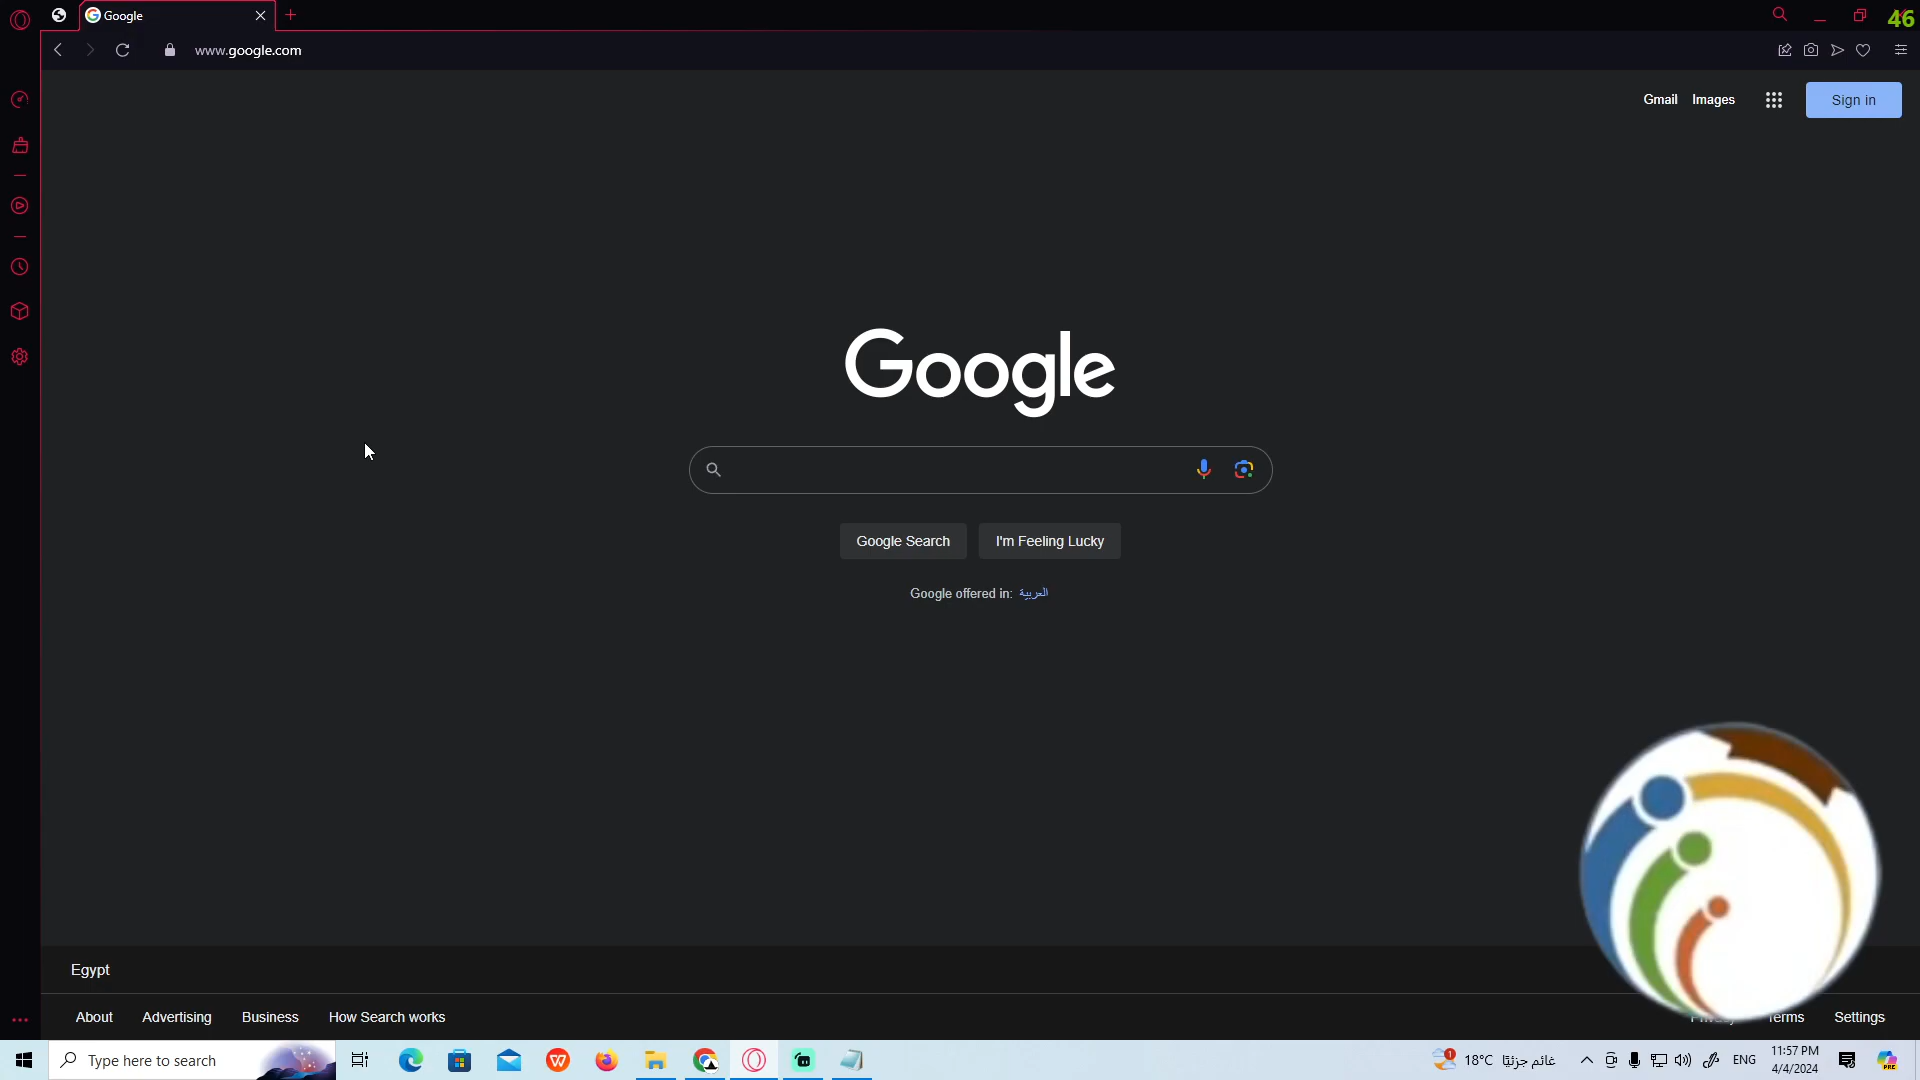 Google
46
www.google.com
Gmail Images Sign in
Google
Google Search I'm Feeling Lucky
Google offered in: العربية
Egypt
About Advertising Business How Search works Terms Settings
Type here to search
1 18°C غائم جزئيًا ENG 11:57 PM
4/4/2024
PRE